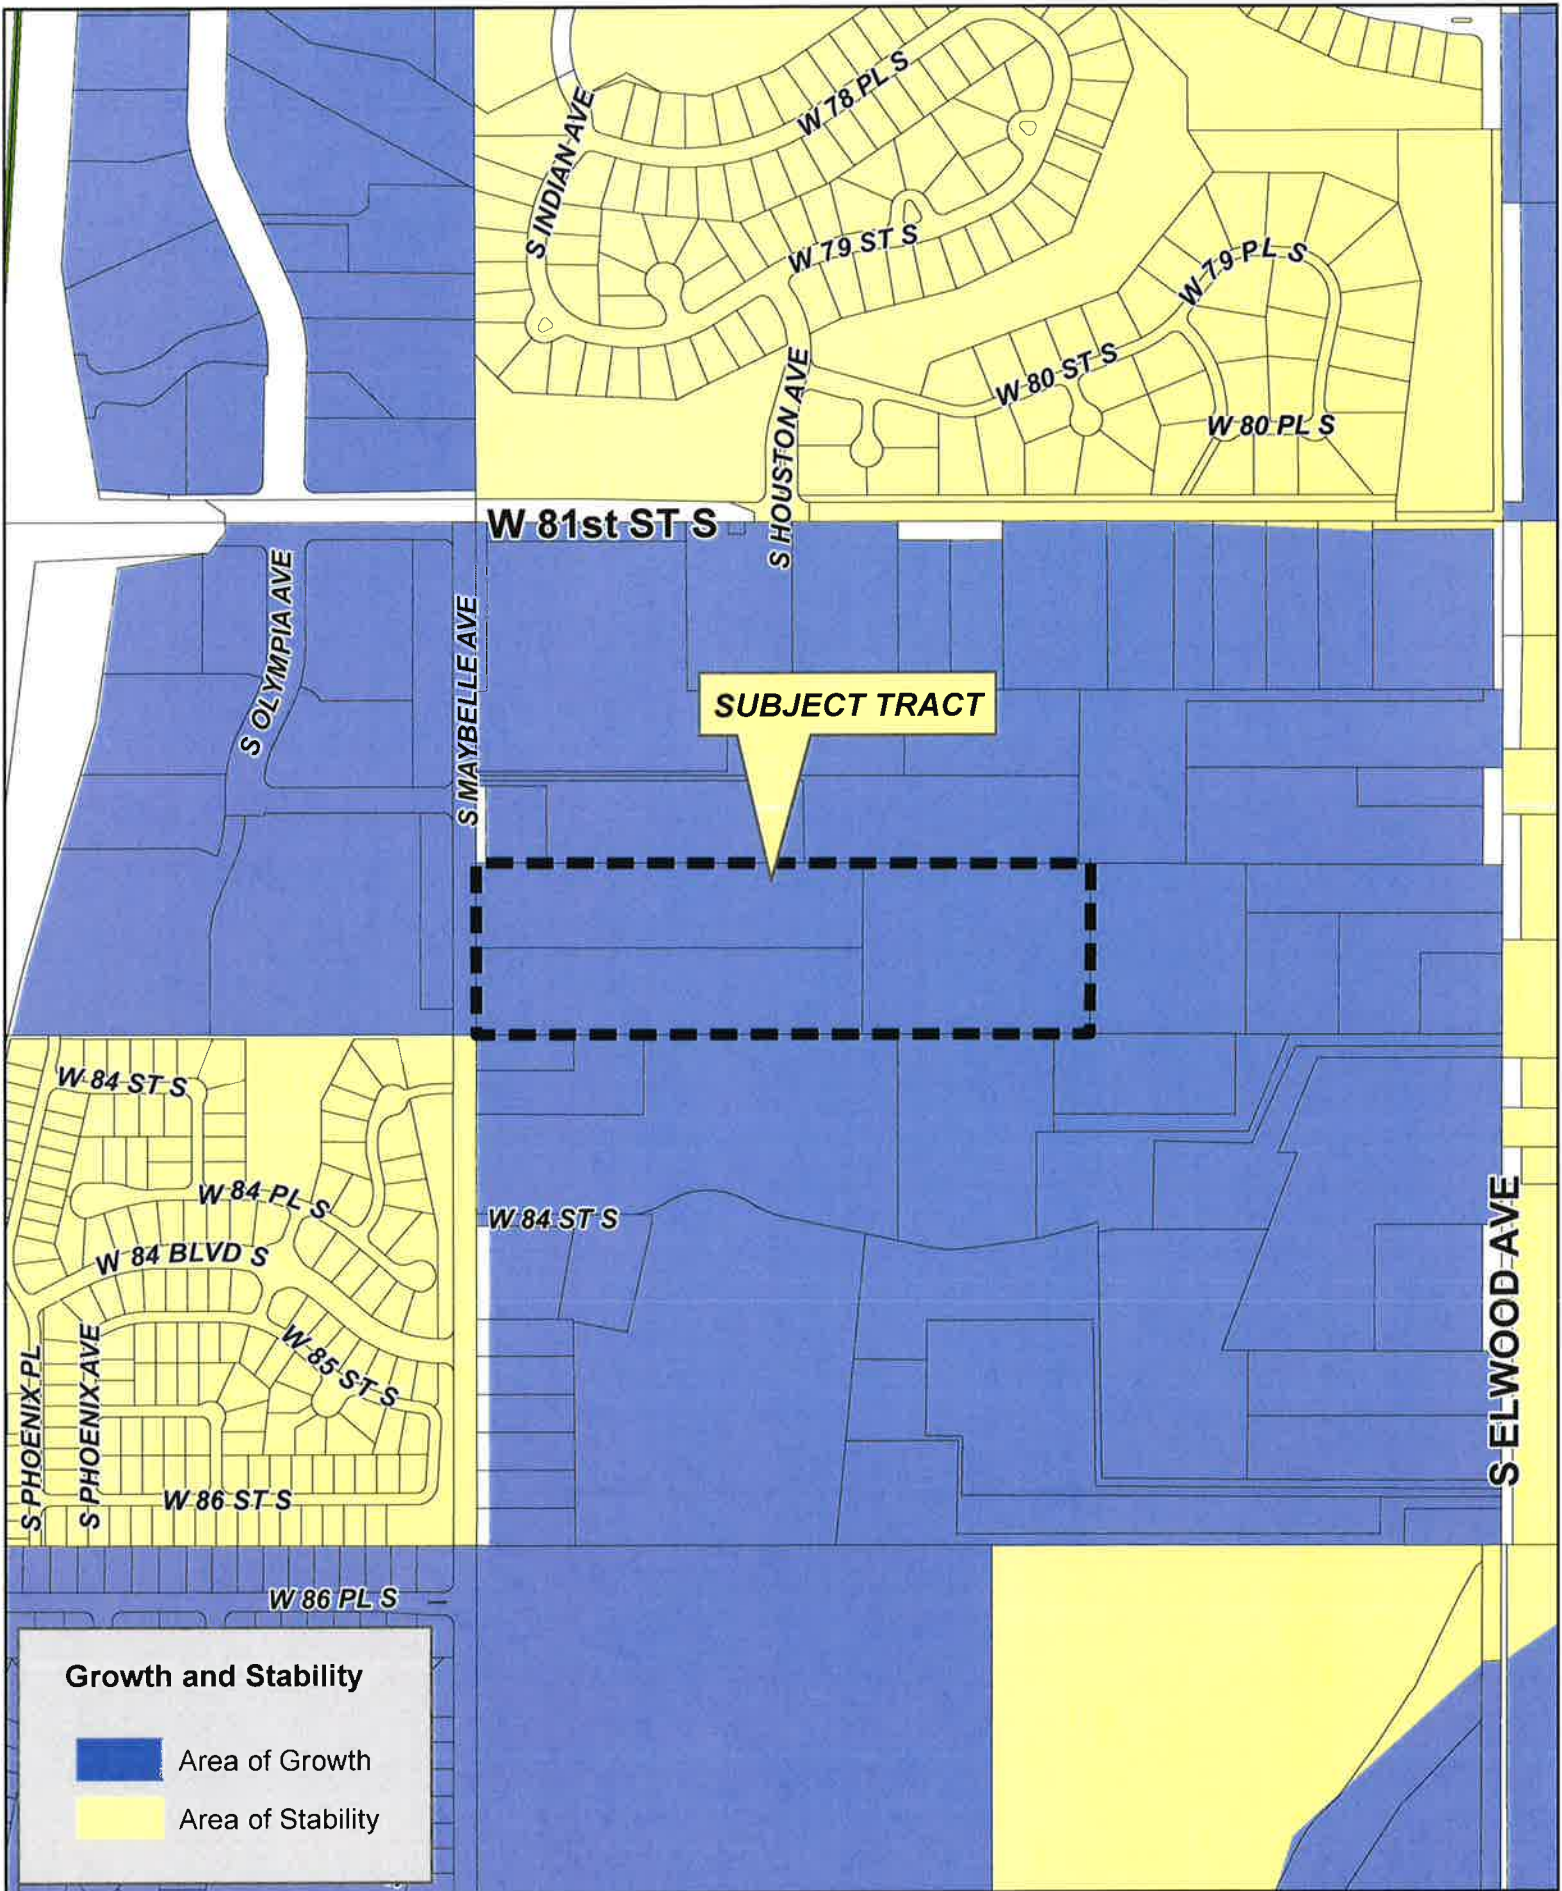 W 78 PL S
S INDIAN AVE
W 79 ST S
W 79 PL S
W 80 ST S
W 80 PL S
S HOUSTON AVE
W 81st ST S
S OLYMPIA AVE
S MAYBELLE AVE
SUBJECT TRACT
W 84 ST S
W 84 PL S
W 84 ST S
W 84 BLVD S
W 85 ST S
S PHOENIX PL
S PHOENIX AVE
W 86 ST S
S ELWOOD AVE
W 86 PL S
Growth and Stability
Area of Growth
Area of Stability